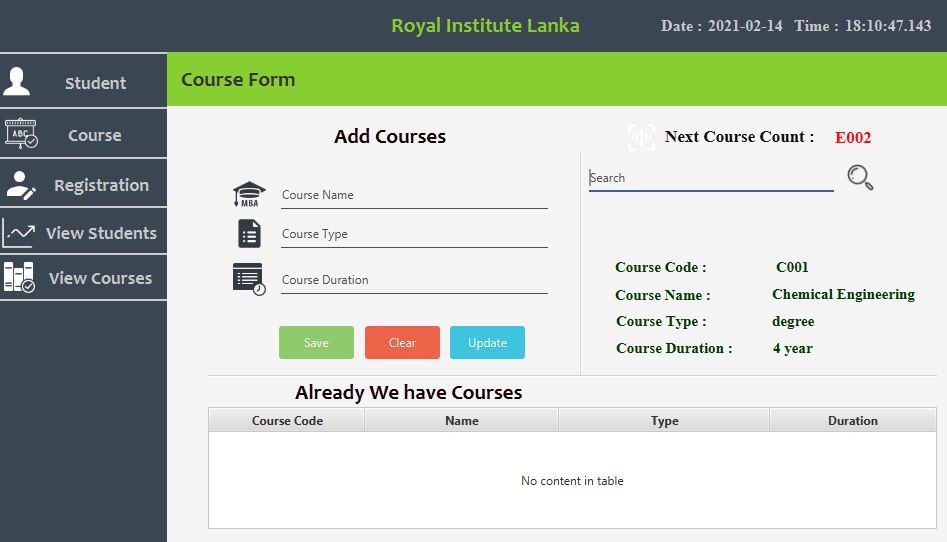 Royal Institute Lanka
Date : 2021-02-14 Time : 18:10:47.143
Student
Course
Registration
View Students
View Courses
ABC
Course Form
Add Courses
MBA
Course Name
Course Type
Course Duration
Save Clear Update
Next Course Count : E002
Search
Course Code : C001
Course Name : Chemical Engineering
Course Type : degree
Course Duration : 4 year
Already We have Courses
Course Code Name Type Duration
No content in table